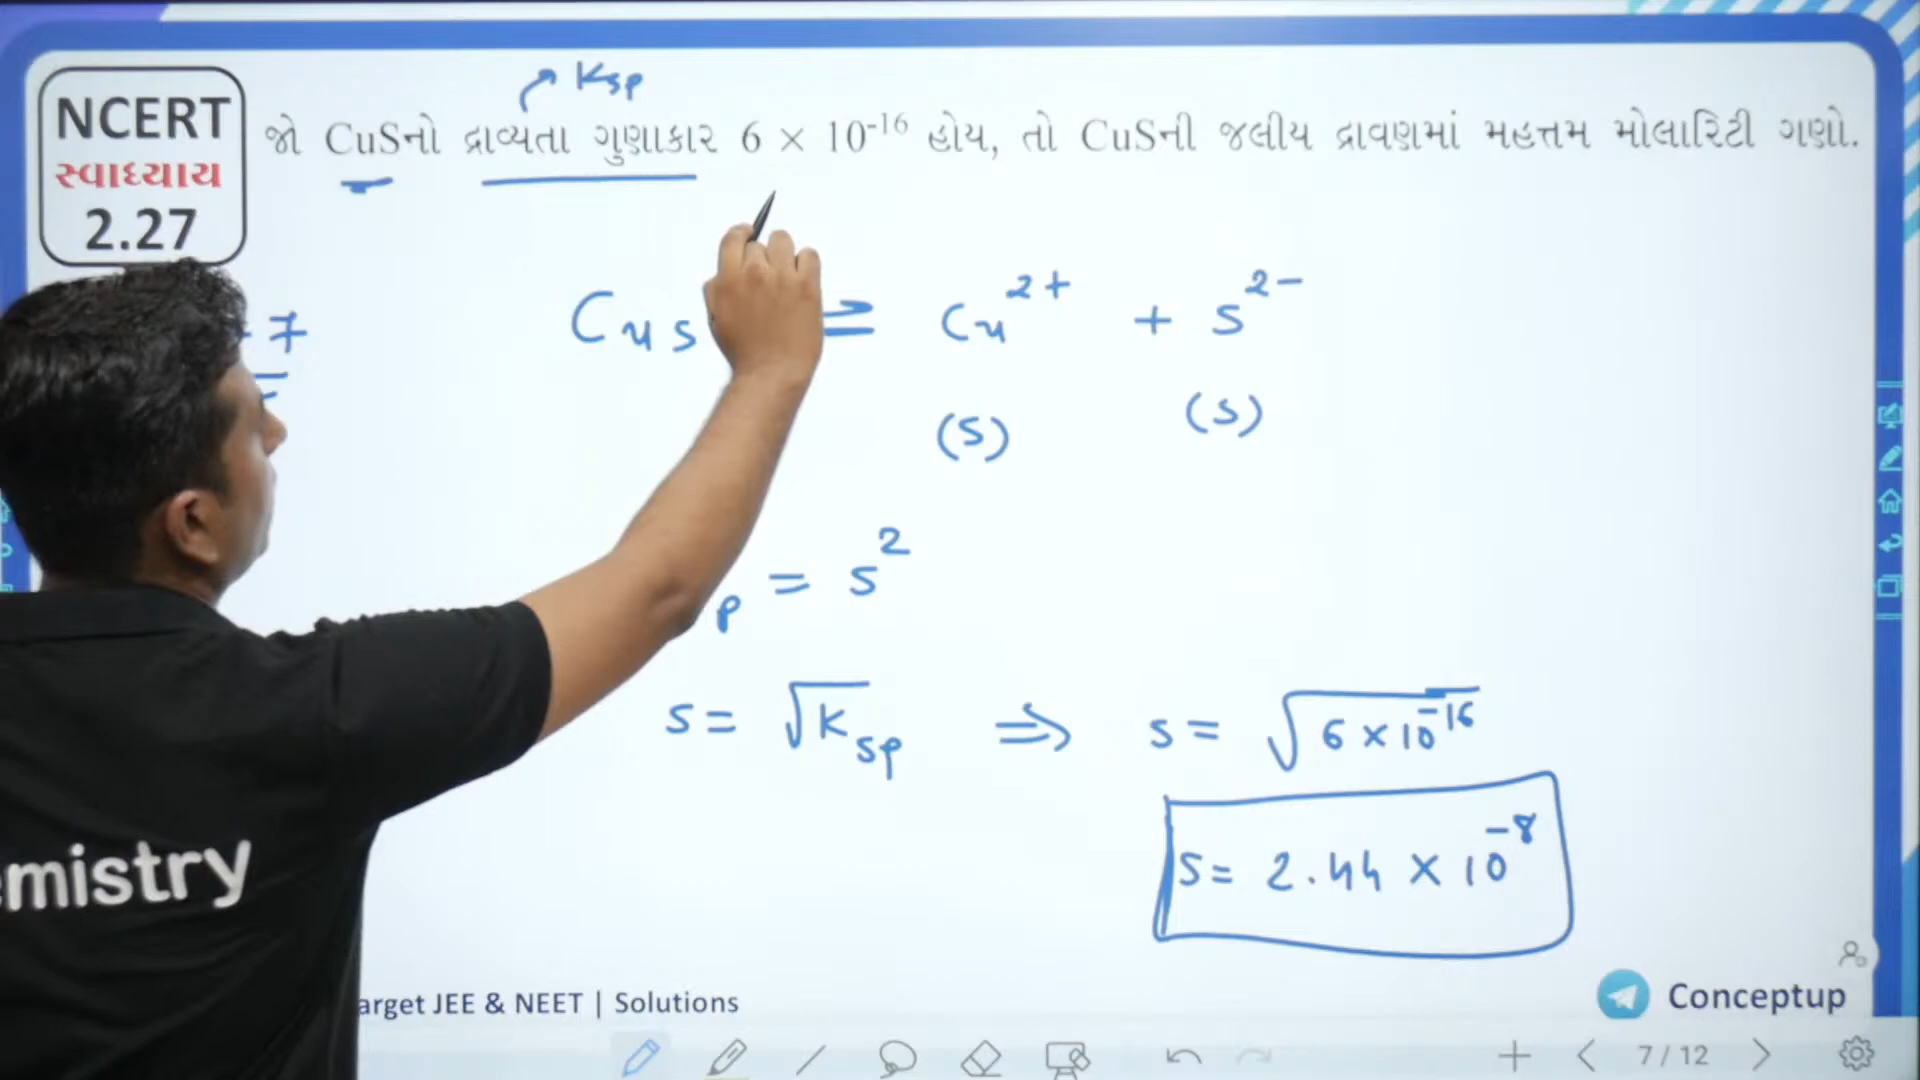 Ksp
NCERT
સ્વાધ્યાય
2.27
જો CuSનો દ્રાવ્યતા ગુણાકાર 6 × 10⁻¹⁶ હોય, તો CuSની જલીય દ્રાવણમાં મહત્તમ મોલારિટી ગણો.
7
CuS ⇌ Cu²⁺ + S²⁻
(S) (S)
p = S²
S = √Ksp ⇒ S = √6 × 10⁻¹⁶
S = 2.44 × 10⁻⁸
emistry
arget JEE & NEET | Solutions
Conceptup
7 / 12